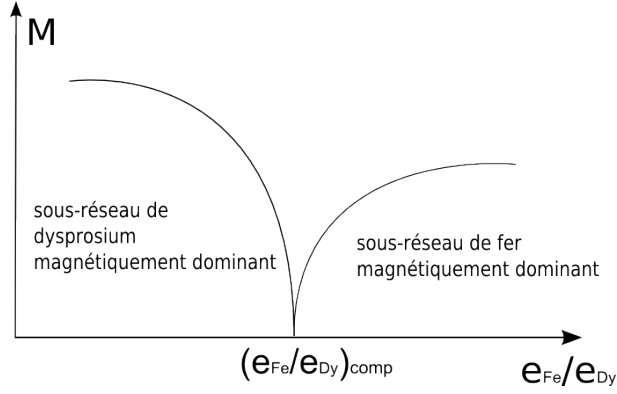 M
sous-réseau de
dysprosium
magnétiquement dominant
sous-réseau de fer
magnétiquement dominant
(eFe/eDy)comp
eFe/eDy